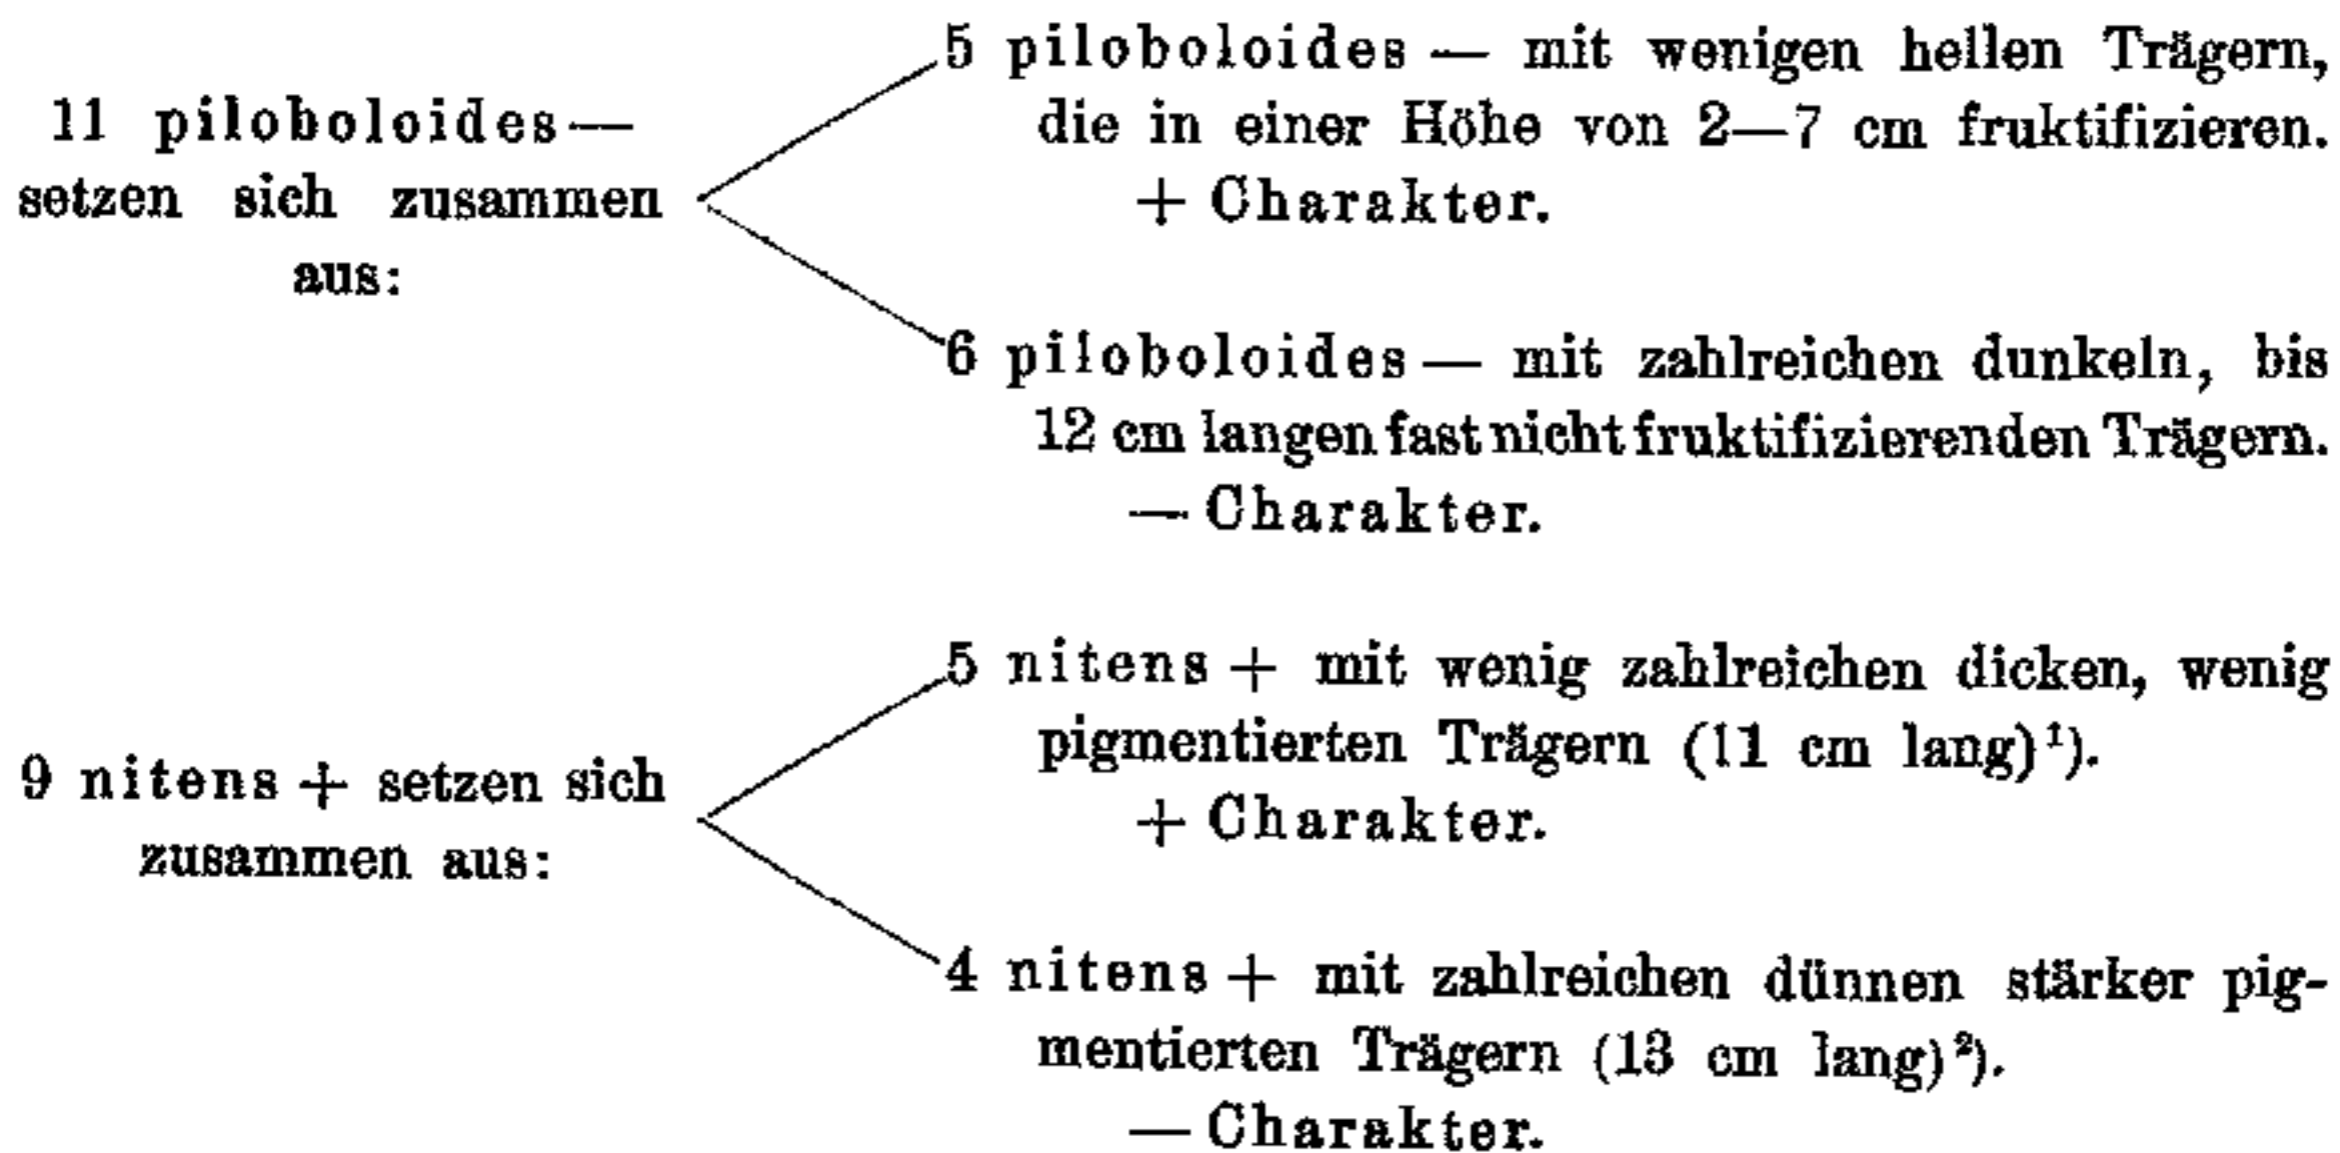 11 piloboloides —
setzen sich zusammen
aus:
5 piloboloides — mit wenigen hellen Trägern,
die in einer Höhe von 2—7 cm fruktifizieren.
+ Charakter.
6 piloboloides — mit zahlreichen dunkeln, bis
12 cm langen fast nicht fruktifizierenden Trägern.
— Charakter.
9 nitens + setzen sich
zusammen aus:
5 nitens + mit wenig zahlreichen dicken, wenig
pigmentierten Trägern (11 cm lang)¹).
+ Charakter.
4 nitens + mit zahlreichen dünnen stärker pig-
mentierten Trägern (13 cm lang)²).
— Charakter.